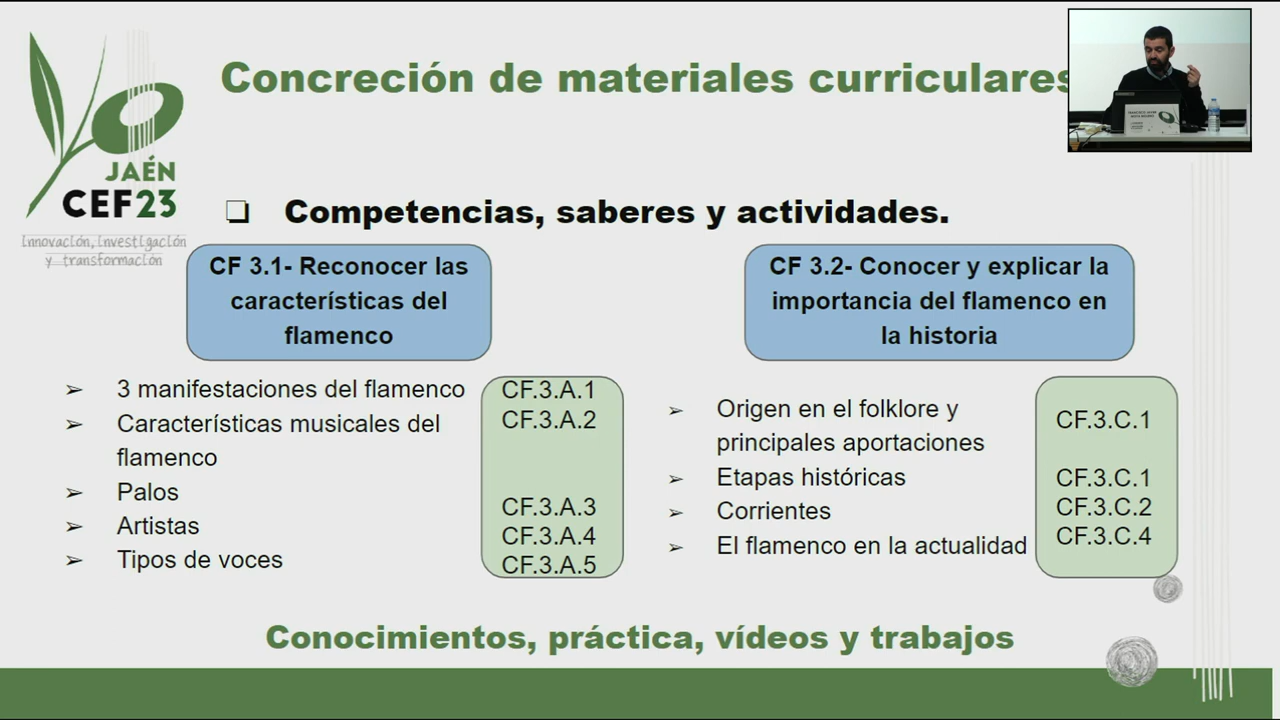 Concreción de materiales curriculares
JAÉN
CEF23
innovación, investigación
y transformación
❏ Competencias, saberes y actividades.
CF 3.1- Reconocer las
características del
flamenco
➢ 3 manifestaciones del flamenco
➢ Características musicales del
flamenco
➢ Palos
➢ Artistas
➢ Tipos de voces
CF.3.A.1
CF.3.A.2
CF.3.A.3
CF.3.A.4
CF.3.A.5
CF 3.2- Conocer y explicar la
importancia del flamenco en
la historia
➢ Origen en el folklore y
principales aportaciones
➢ Etapas históricas
➢ Corrientes
➢ El flamenco en la actualidad
CF.3.C.1
CF.3.C.1
CF.3.C.2
CF.3.C.4
Conocimientos, práctica, vídeos y trabajos